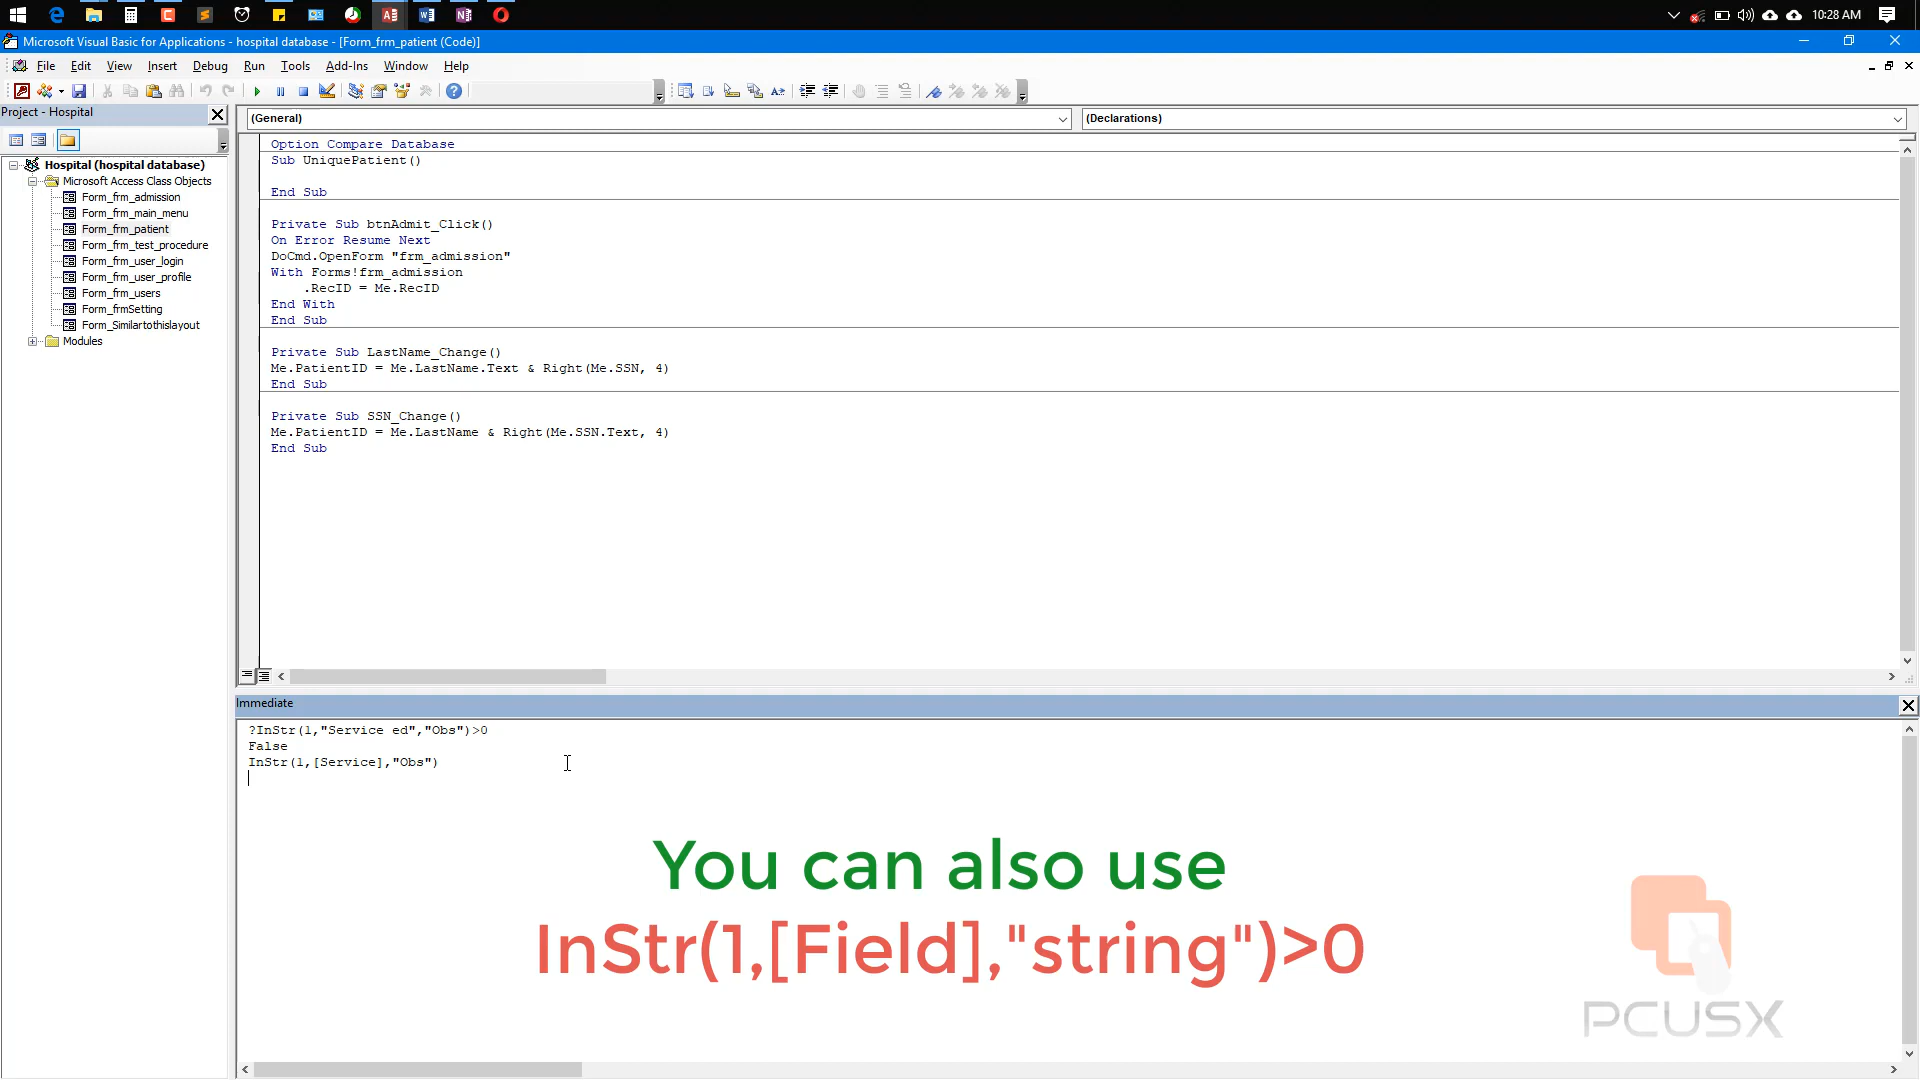 10:28 AM
Microsoft Visual Basic for Applications - hospital database - [Form_frm_patient (Code)]
File Edit View Insert Debug Run Tools Add-Ins Window Help
Project - Hospital
(General)
(Declarations)
Hospital (hospital database)
Microsoft Access Class Objects
Form_frm_admission
Form_frm_main_menu
Form_frm_patient
Form_frm_test_procedure
Form_frm_user_login
Form_frm_user_profile
Form_frm_users
Form_frmSetting
Form_Similartothislayout
Modules
Option Compare Database
Sub UniquePatient()
End Sub
Private Sub btnAdmit_Click()
On Error Resume Next
DoCmd.OpenForm "frm_admission"
With Forms!frm_admission
.RecID = Me.RecID
End With
End Sub
Private Sub LastName_Change()
Me.PatientID = Me.LastName.Text & Right(Me.SSN, 4)
End Sub
Private Sub SSN_Change()
Me.PatientID = Me.LastName & Right(Me.SSN.Text, 4)
End Sub
Immediate
?InStr(1,"Service ed","Obs")>0
False
InStr(1,[Service],"Obs")
You can also use
InStr(1,[Field],"string")>0
PCUSX